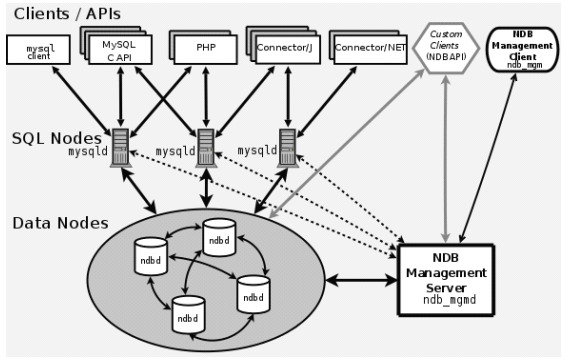 Clients / APIs
mysql
client
MySQL
C API
PHP
Connector/J
Connector/NET
Custom
Clients
(NDBAPI)
NDB
Management
Client
ndb_mgm
SQL Nodes
mysqld
mysqld
mysqld
Data Nodes
ndbd
ndbd
ndbd
ndbd
NDB
Management
Server
ndb_mgmd